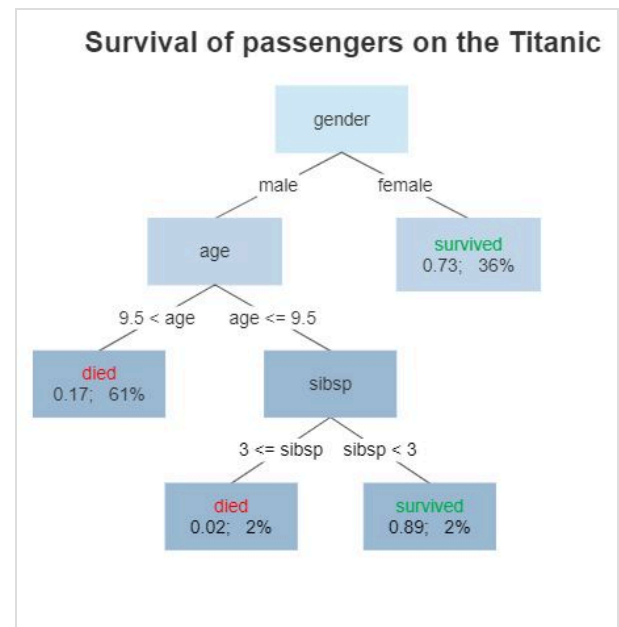 Survival of passengers on the Titanic
gender
male female
age
survived
0.73; 36%
9.5 < age age <= 9.5
died
0.17; 61%
sibsp
3 <= sibsp sibsp < 3
died
0.02; 2%
survived
0.89; 2%